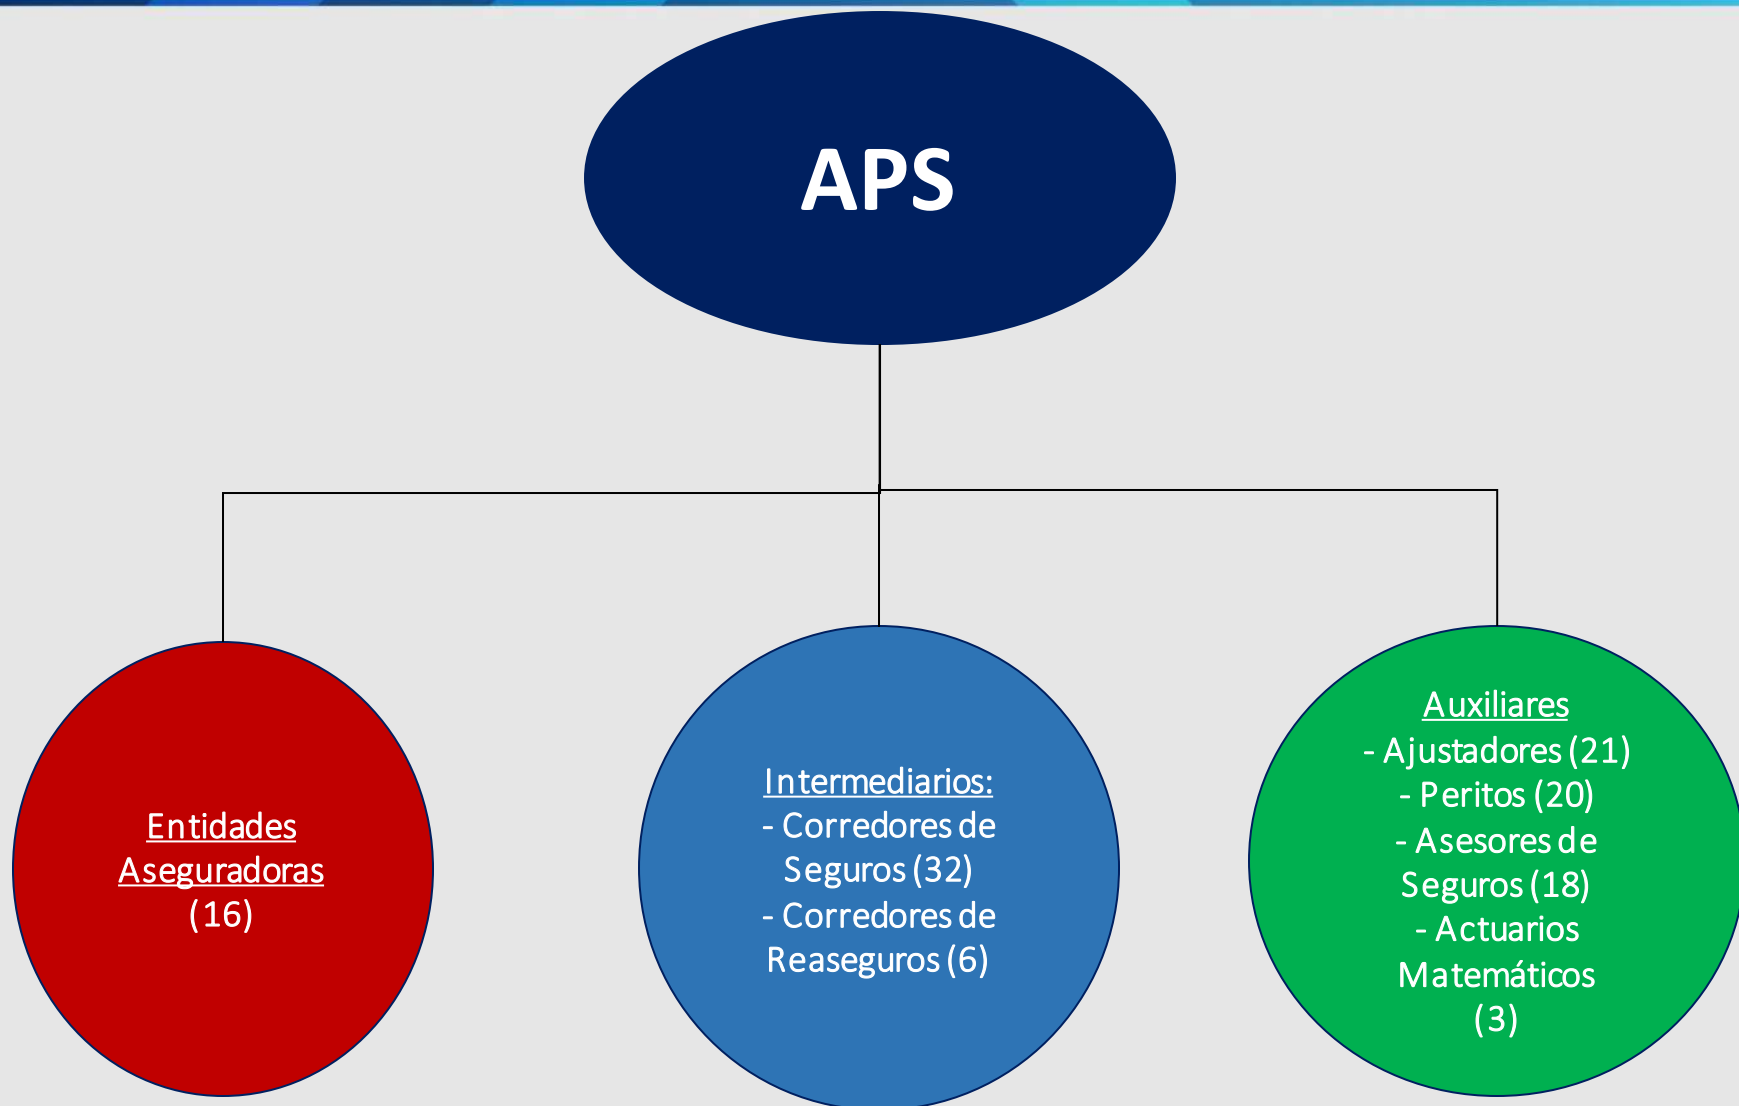 APS
Entidades
Aseguradoras
(16)
Intermediarios:
- Corredores de
Seguros (32)
- Corredores de
Reaseguros (6)
Auxiliares
- Ajustadores (21)
- Peritos (20)
- Asesores de
Seguros (18)
- Actuarios
Matemáticos
(3)